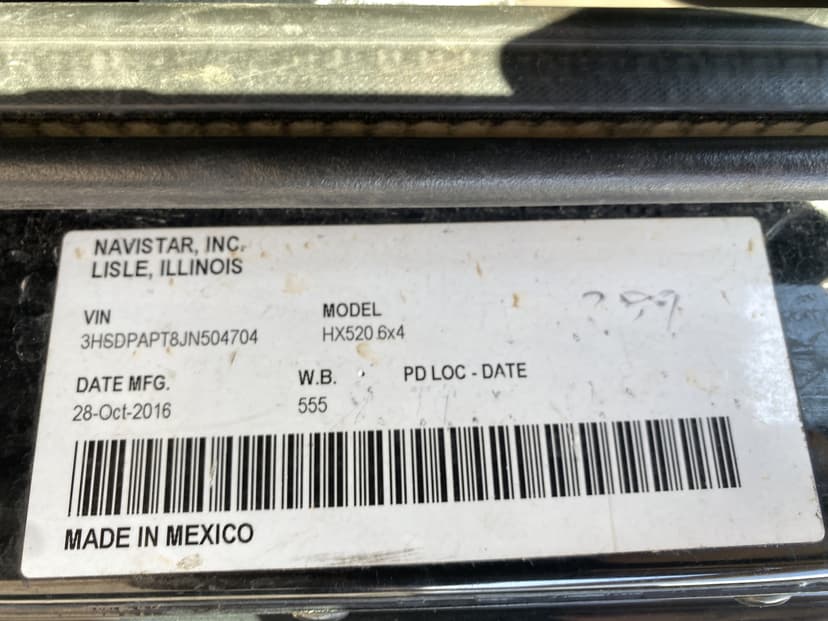 NAVISTAR, INC.
LISLE, ILLINOIS
VIN MODEL
3HSDPAPT8JN504704 HX520 6x4
DATE MFG. W.B. PD LOC - DATE
28-Oct-2016 555
MADE IN MEXICO